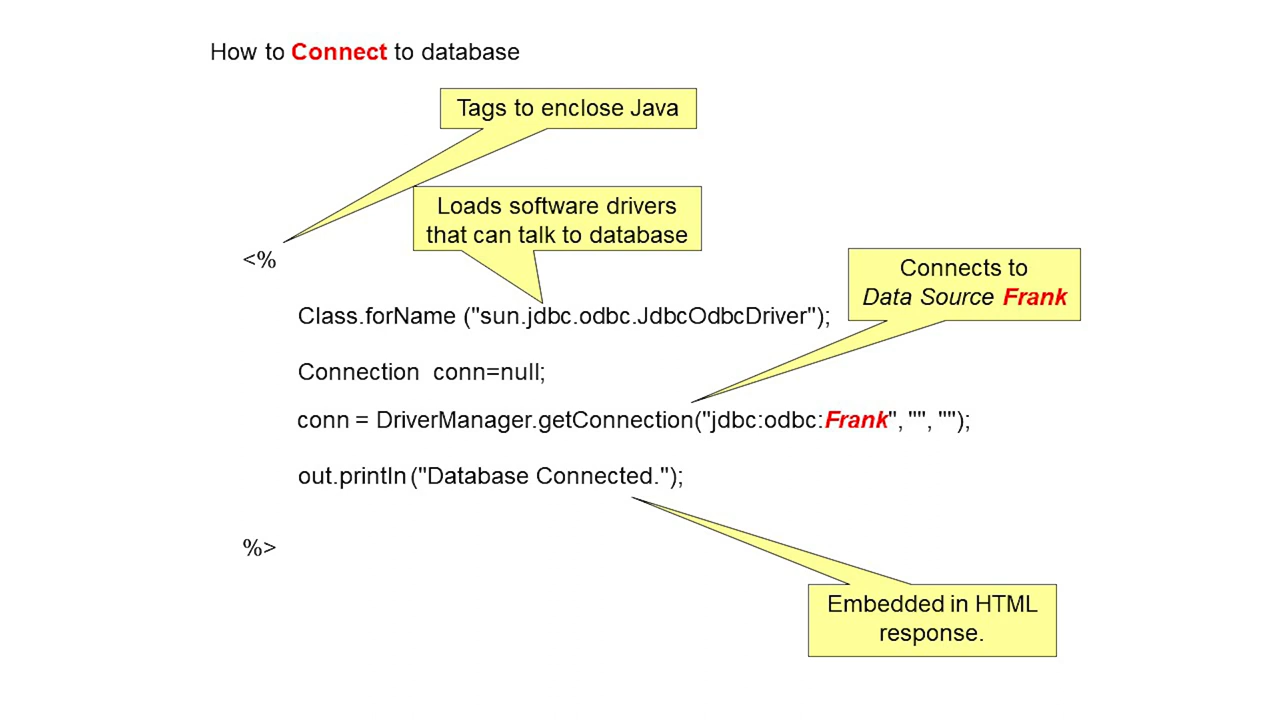 How to Connect to database
Tags to enclose Java
Loads software drivers
that can talk to database
<%
Connects to
Data Source Frank
Class.forName ("sun.jdbc.odbc.JdbcOdbcDriver");
Connection conn=null;
conn = DriverManager.getConnection("jdbc:odbc:Frank", "", "");
out.println ("Database Connected.");
%>
Embedded in HTML
response.